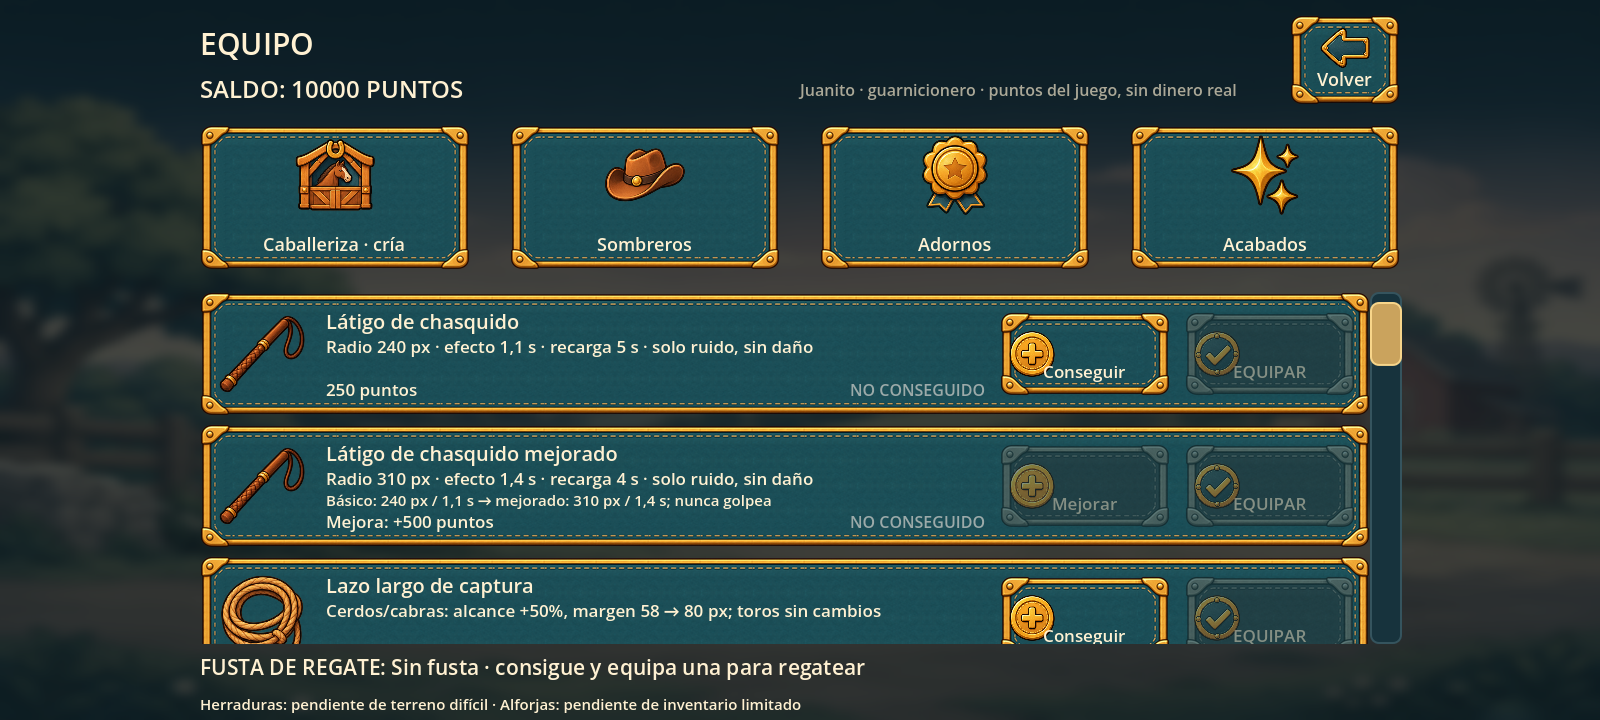 EQUIPO
SALDO: 10000 PUNTOS
Juanito · guarnicionero · puntos del juego, sin dinero real
Volver
Caballeriza · cría
Sombreros
Adornos
Acabados
Látigo de chasquido
Radio 240 px · efecto 1,1 s · recarga 5 s · solo ruido, sin daño
250 puntos
NO CONSEGUIDO
Conseguir
EQUIPAR
Látigo de chasquido mejorado
Radio 310 px · efecto 1,4 s · recarga 4 s · solo ruido, sin daño
Básico: 240 px / 1,1 s → mejorado: 310 px / 1,4 s; nunca golpea
Mejora: +500 puntos
NO CONSEGUIDO
Mejorar
EQUIPAR
Lazo largo de captura
Cerdos/cabras: alcance +50%, margen 58 → 80 px; toros sin cambios
Conseguir
EQUIPAR
FUSTA DE REGATE: Sin fusta · consigue y equipa una para regatear
Herraduras: pendiente de terreno difícil · Alforjas: pendiente de inventario limitado